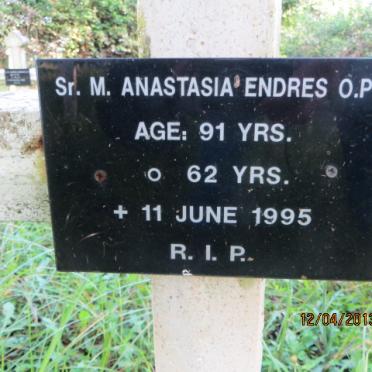 Sr. M. ANASTASIA ENDRES O.P
AGE: 91 YRS.
O 62 YRS.
+ 11 JUNE 1995
R. I. P.
12/04/2013